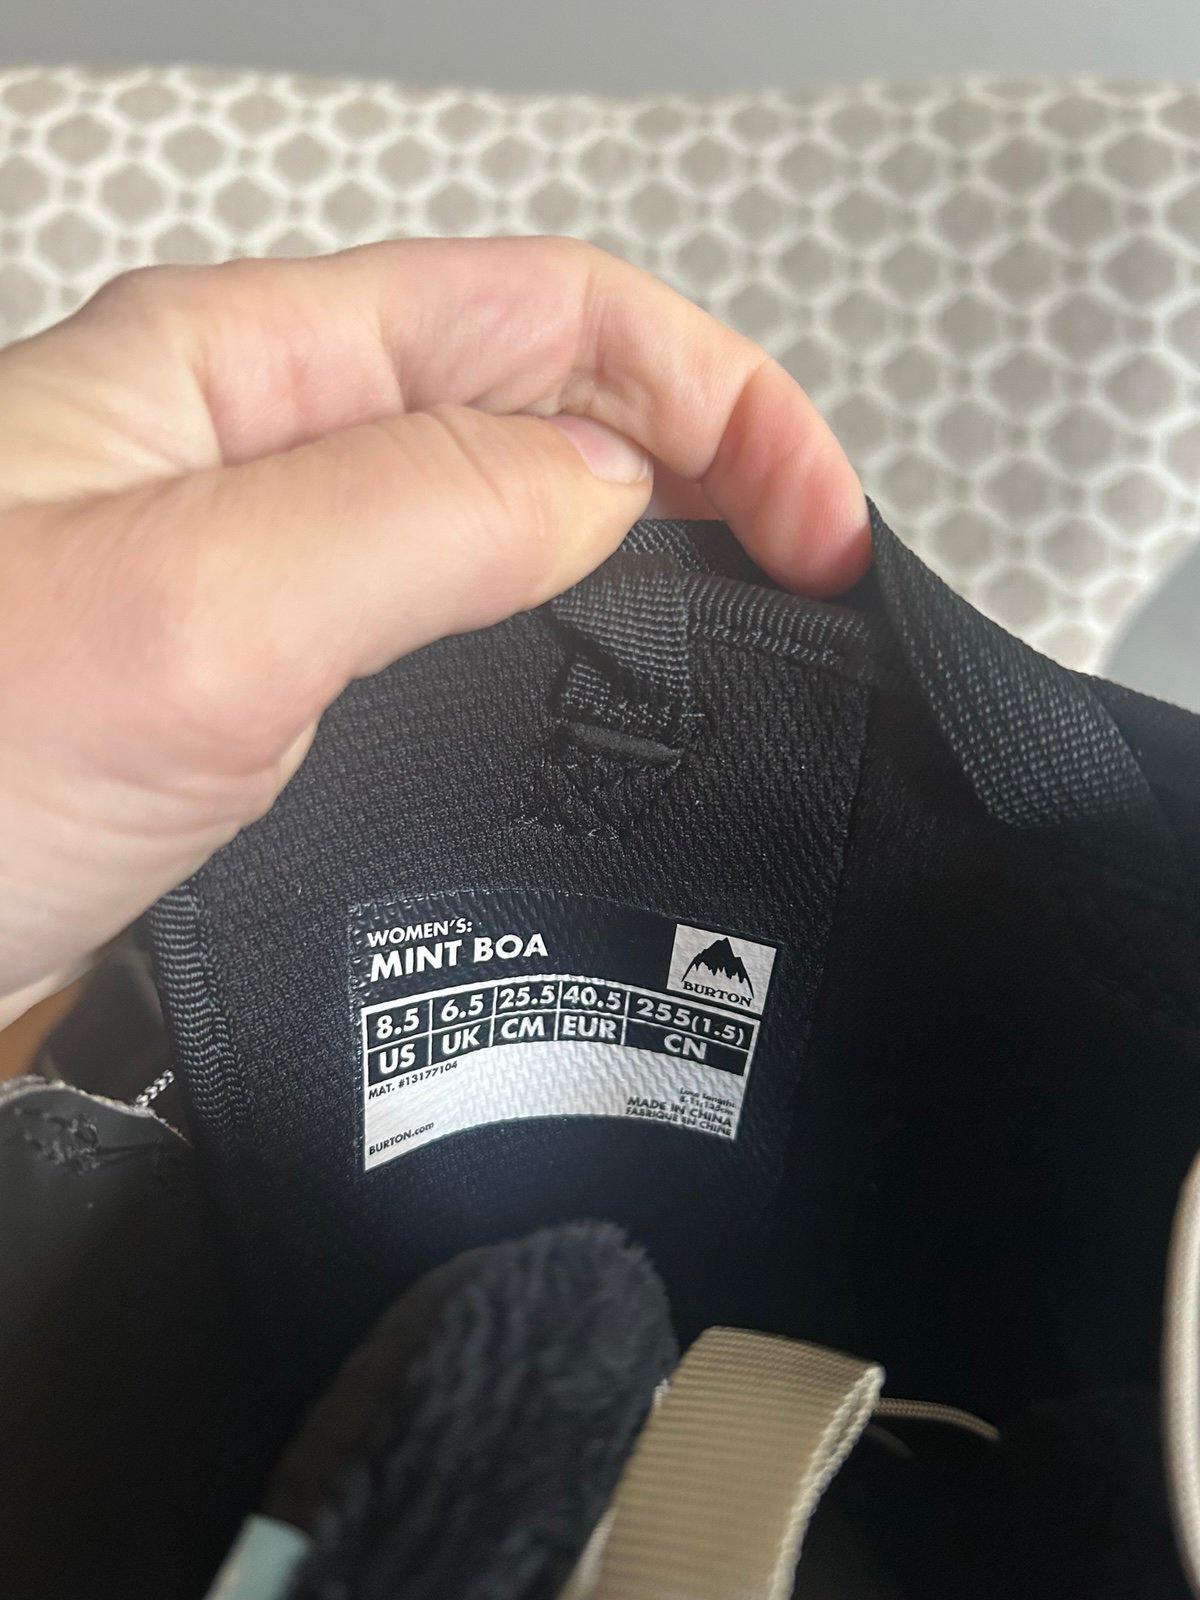 WOMEN'S:
MINT BOA
BURTON
8.5 6.5 25.5 40.5 255(1.5)
US UK CM EUR CN
MAT. #13177104
MADE IN CHINA
FABRIQUÉ EN CHINE
BURTON.com